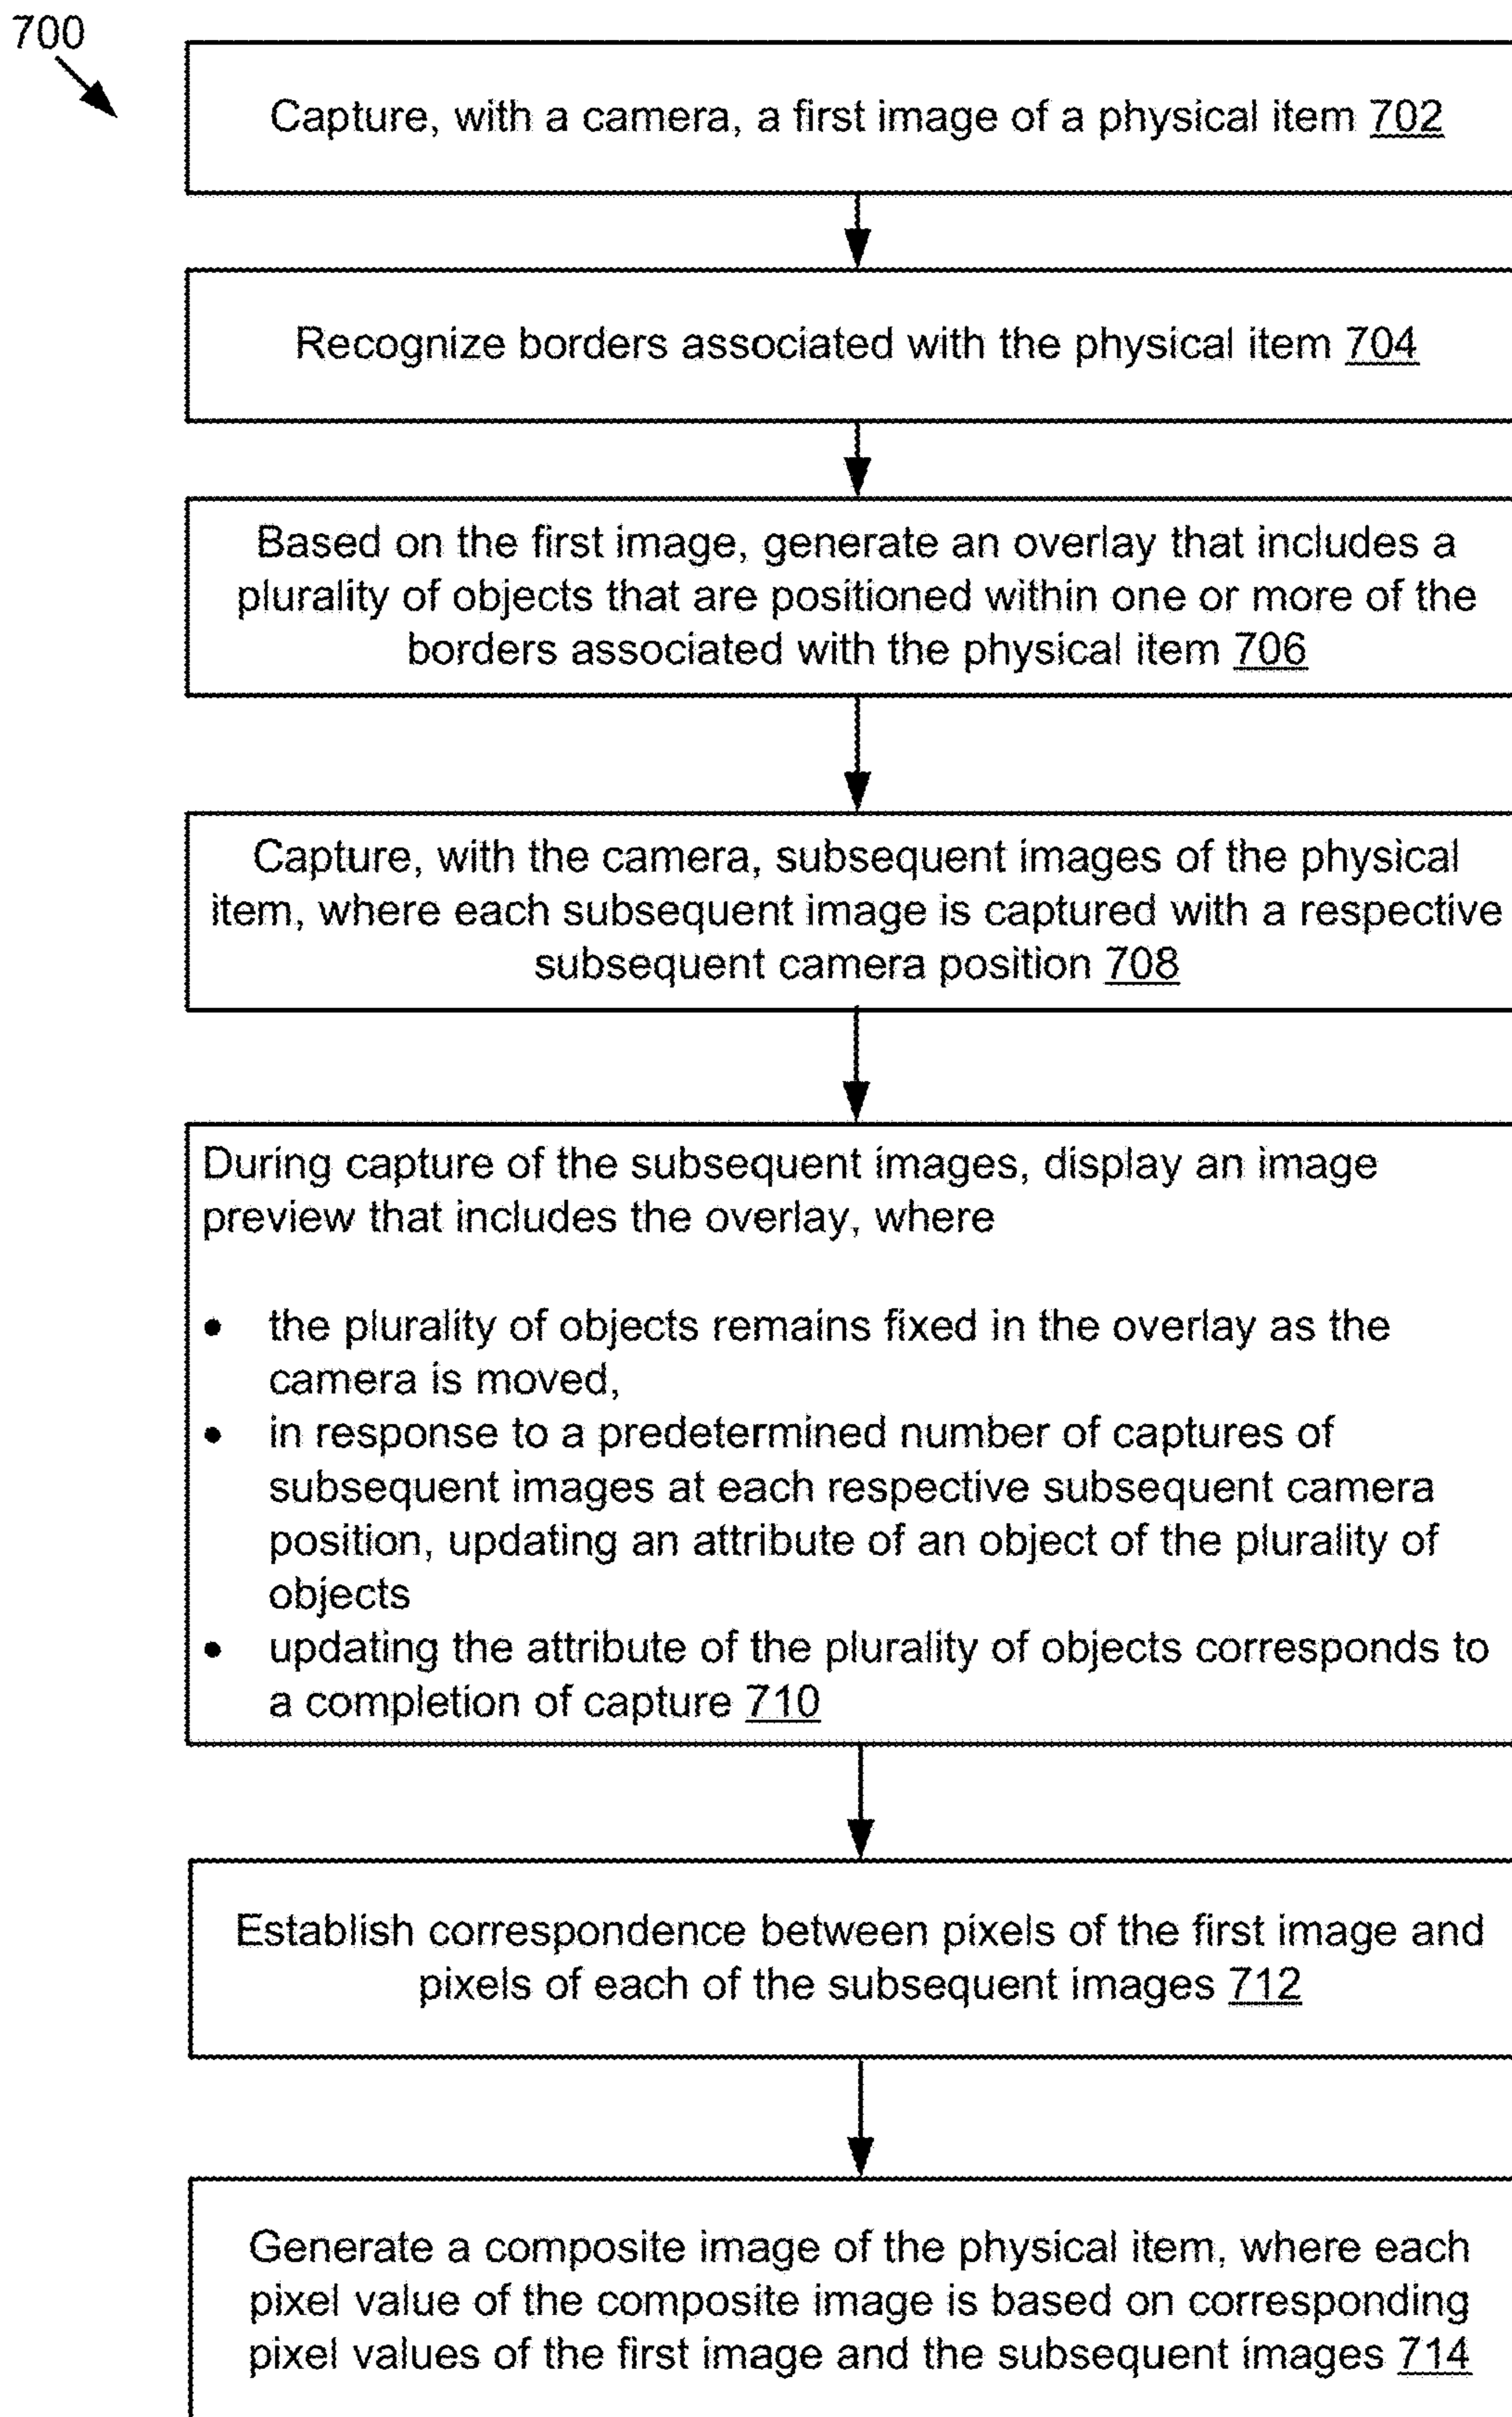 700
Capture, with a camera, a first image of a physical item 702
Recognize borders associated with the physical item 704
Based on the first image, generate an overlay that includes a
plurality of objects that are positioned within one or more of the
borders associated with the physical item 706
Capture, with the camera, subsequent images of the physical
item, where each subsequent image is captured with a respective
subsequent camera position 708
During capture of the subsequent images, display an image
preview that includes the overlay, where
• the plurality of objects remains fixed in the overlay as the
camera is moved,
• in response to a predetermined number of captures of
subsequent images at each respective subsequent camera
position, updating an attribute of an object of the plurality of
objects
• updating the attribute of the plurality of objects corresponds to
a completion of capture 710
Establish correspondence between pixels of the first image and
pixels of each of the subsequent images 712
Generate a composite image of the physical item, where each
pixel value of the composite image is based on corresponding
pixel values of the first image and the subsequent images 714